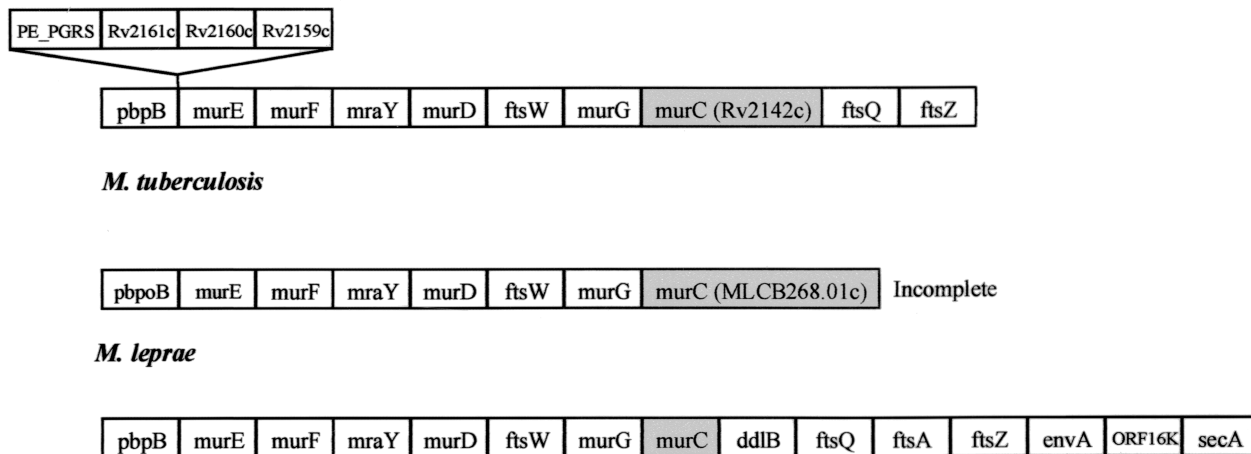 PE_PGRS Rv2161c Rv2160c Rv2159c
pbpB murE murF mraY murD ftsW murG murC (Rv2142c) ftsQ ftsZ
M. tuberculosis
pbpoB murE murF mraY murD ftsW murG murC (MLCB268.01c) Incomplete
M. leprae
pbpB murE murF mraY murD ftsW murG murC ddlB ftsQ ftsA ftsZ envA ORF16K secA